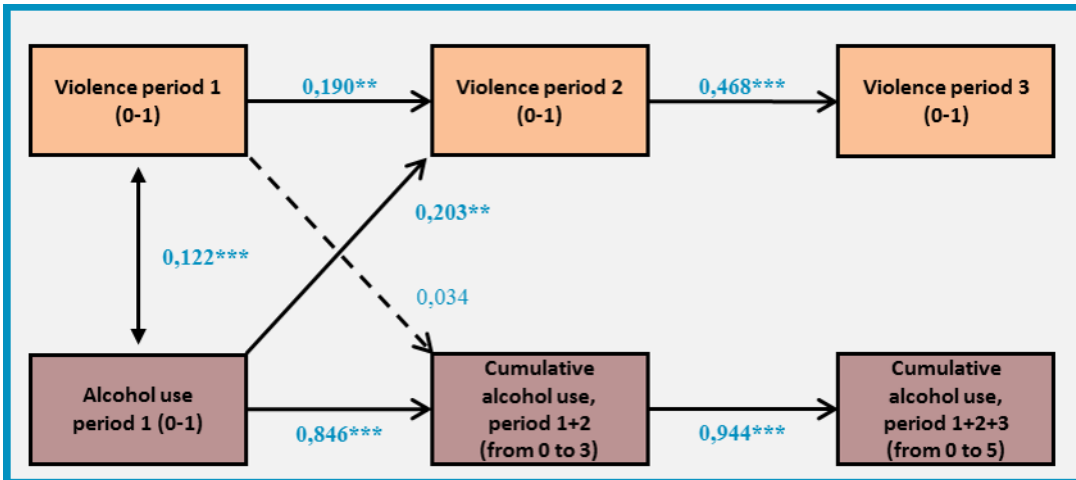 Violence period 1
(0-1)
0,190**
Violence period 2
(0-1)
0,468***
Violence period 3
(0-1)
0,203**
0,122***
0,034
Alcohol use
period 1 (0-1)
0,846***
Cumulative
alcohol use,
period 1+2
(from 0 to 3)
0,944***
Cumulative
alcohol use,
period 1+2+3
(from 0 to 5)